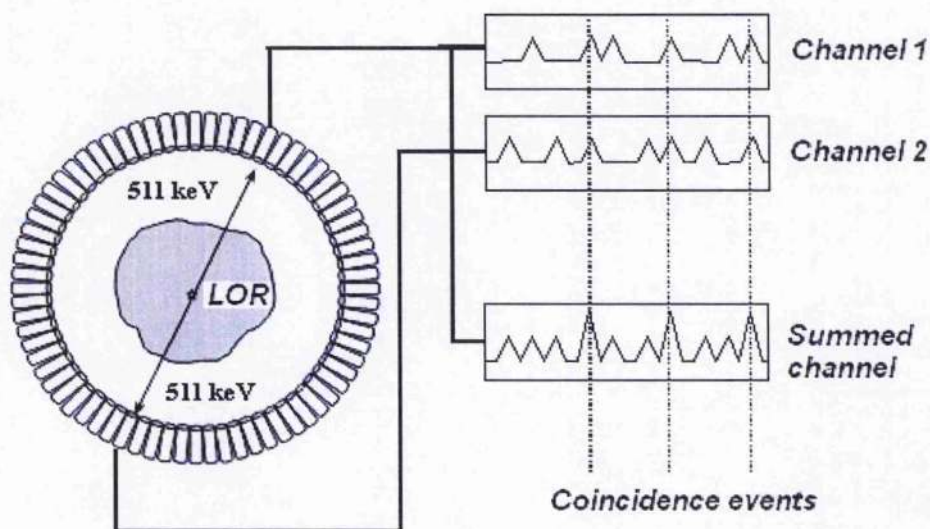 Channel 1
Channel 2
511 keV
LOR
511 keV
Summed
channel
Coincidence events